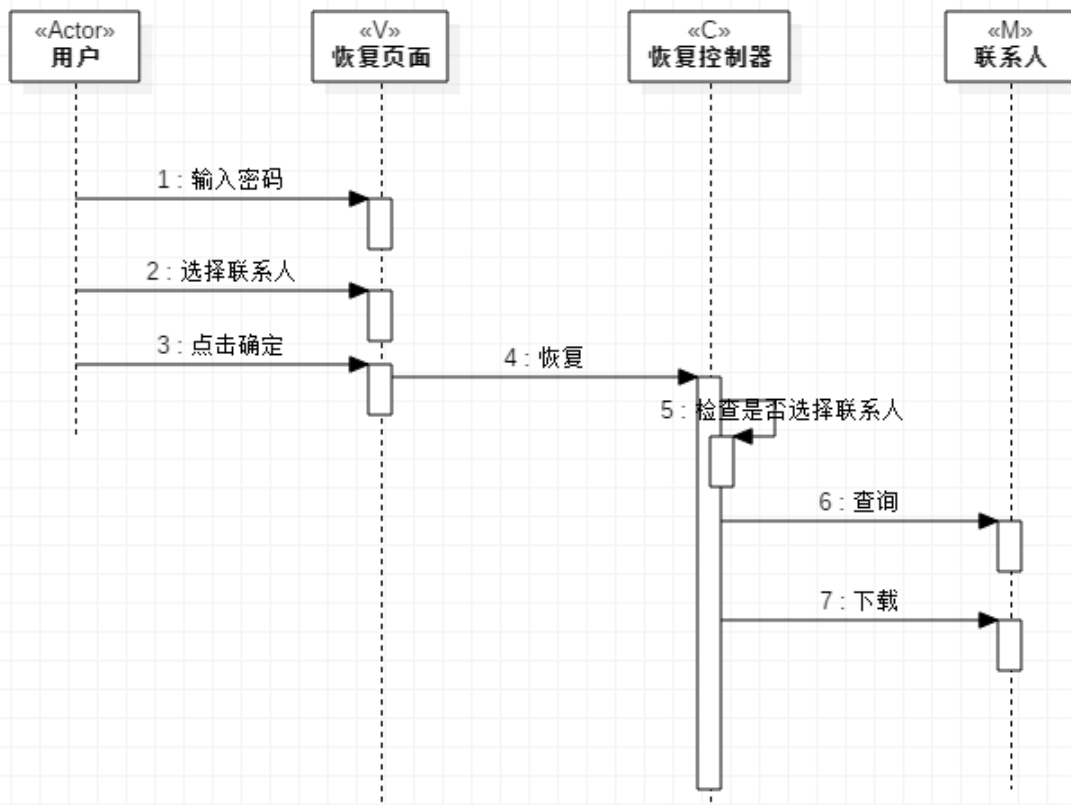 «Actor»
用户
«V»
恢复页面
«C»
恢复控制器
«M»
联系人
1 : 输入密码
2 : 选择联系人
3 : 点击确定
4 : 恢复
5 : 检查是否选择联系人
6 : 查询
7 : 下载